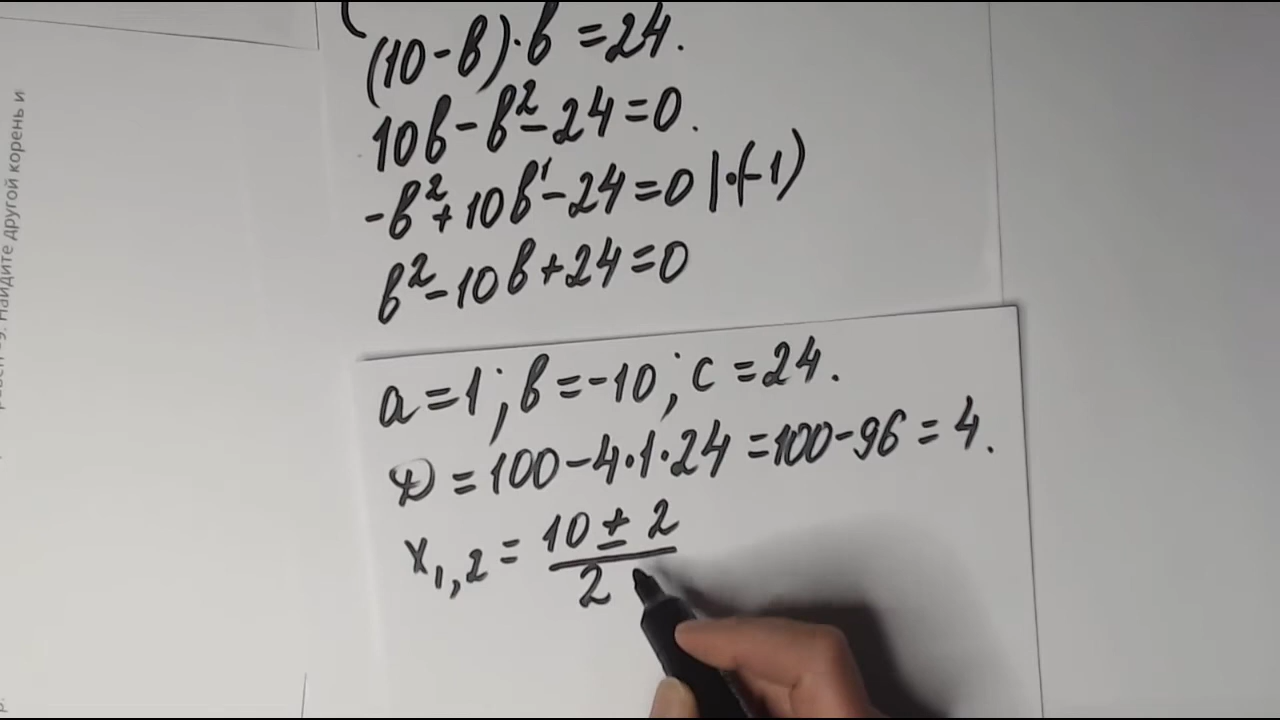 (10-в)·в=24.
10в-в²-24=0.
-в²+10в¹-24=0 |·(-1)
в²-10в+24=0
a=1; в=-10; c=24.
D=100-4·1·24=100-96=4.
x₁,₂=(10±2)/2
Найдите другой корень и